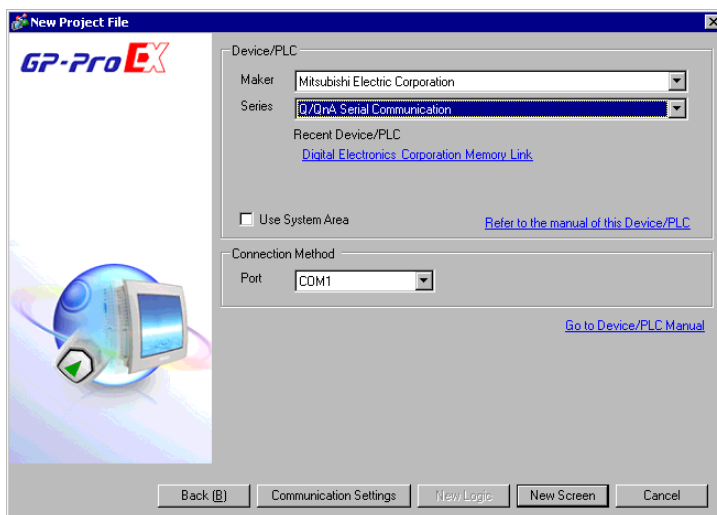 New Project File
GP-Pro EX
Device/PLC
Maker Mitsubishi Electric Corporation
Series Q/QnA Serial Communication
Recent Device/PLC
Digital Electronics Corporation Memory Link
Use System Area Refer to the manual of this Device/PLC
Connection Method
Port COM1
Go to Device/PLC Manual
Back (B) Communication Settings New Logic New Screen Cancel